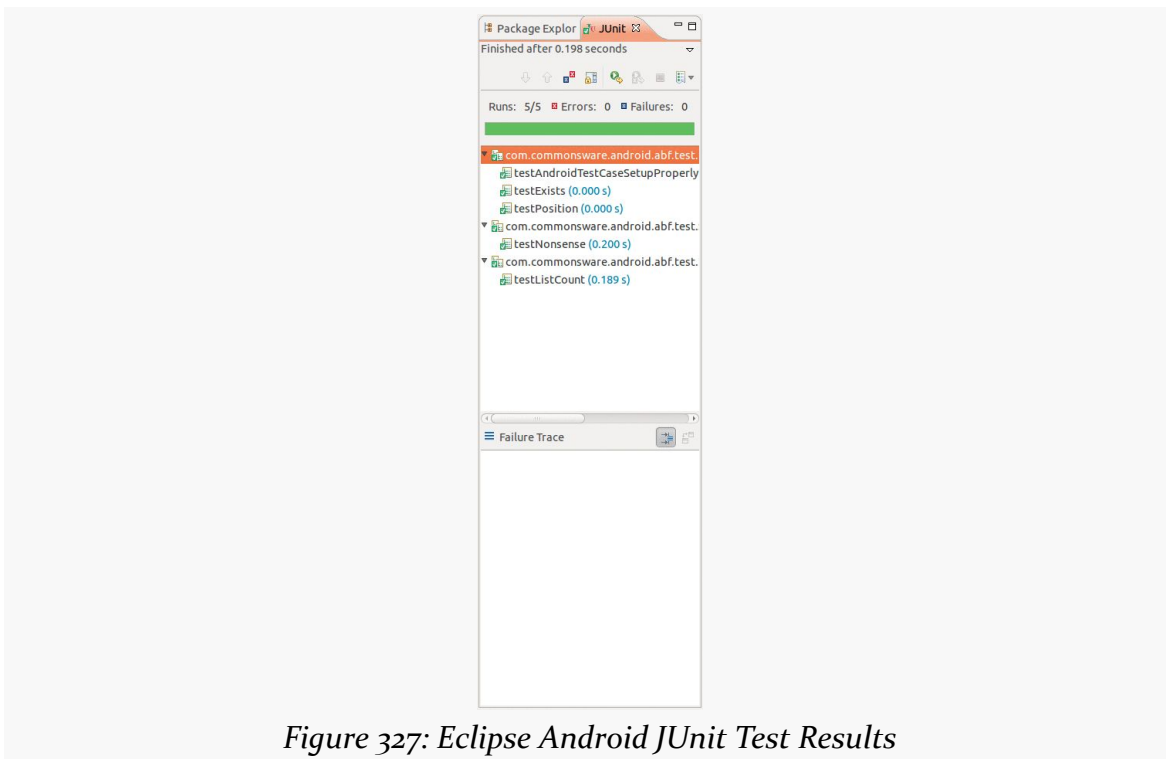 Package Explor JUnit
Finished after 0.198 seconds
Runs: 5/5 Errors: 0 Failures: 0
com.commonsware.android.abf.test.
testAndroidTestCaseSetupProperly
testExists (0.000 s)
testPosition (0.000 s)
com.commonsware.android.abf.test.
testNonsense (0.200 s)
com.commonsware.android.abf.test.
testListCount (0.189 s)
Failure Trace
Figure 327: Eclipse Android JUnit Test Results